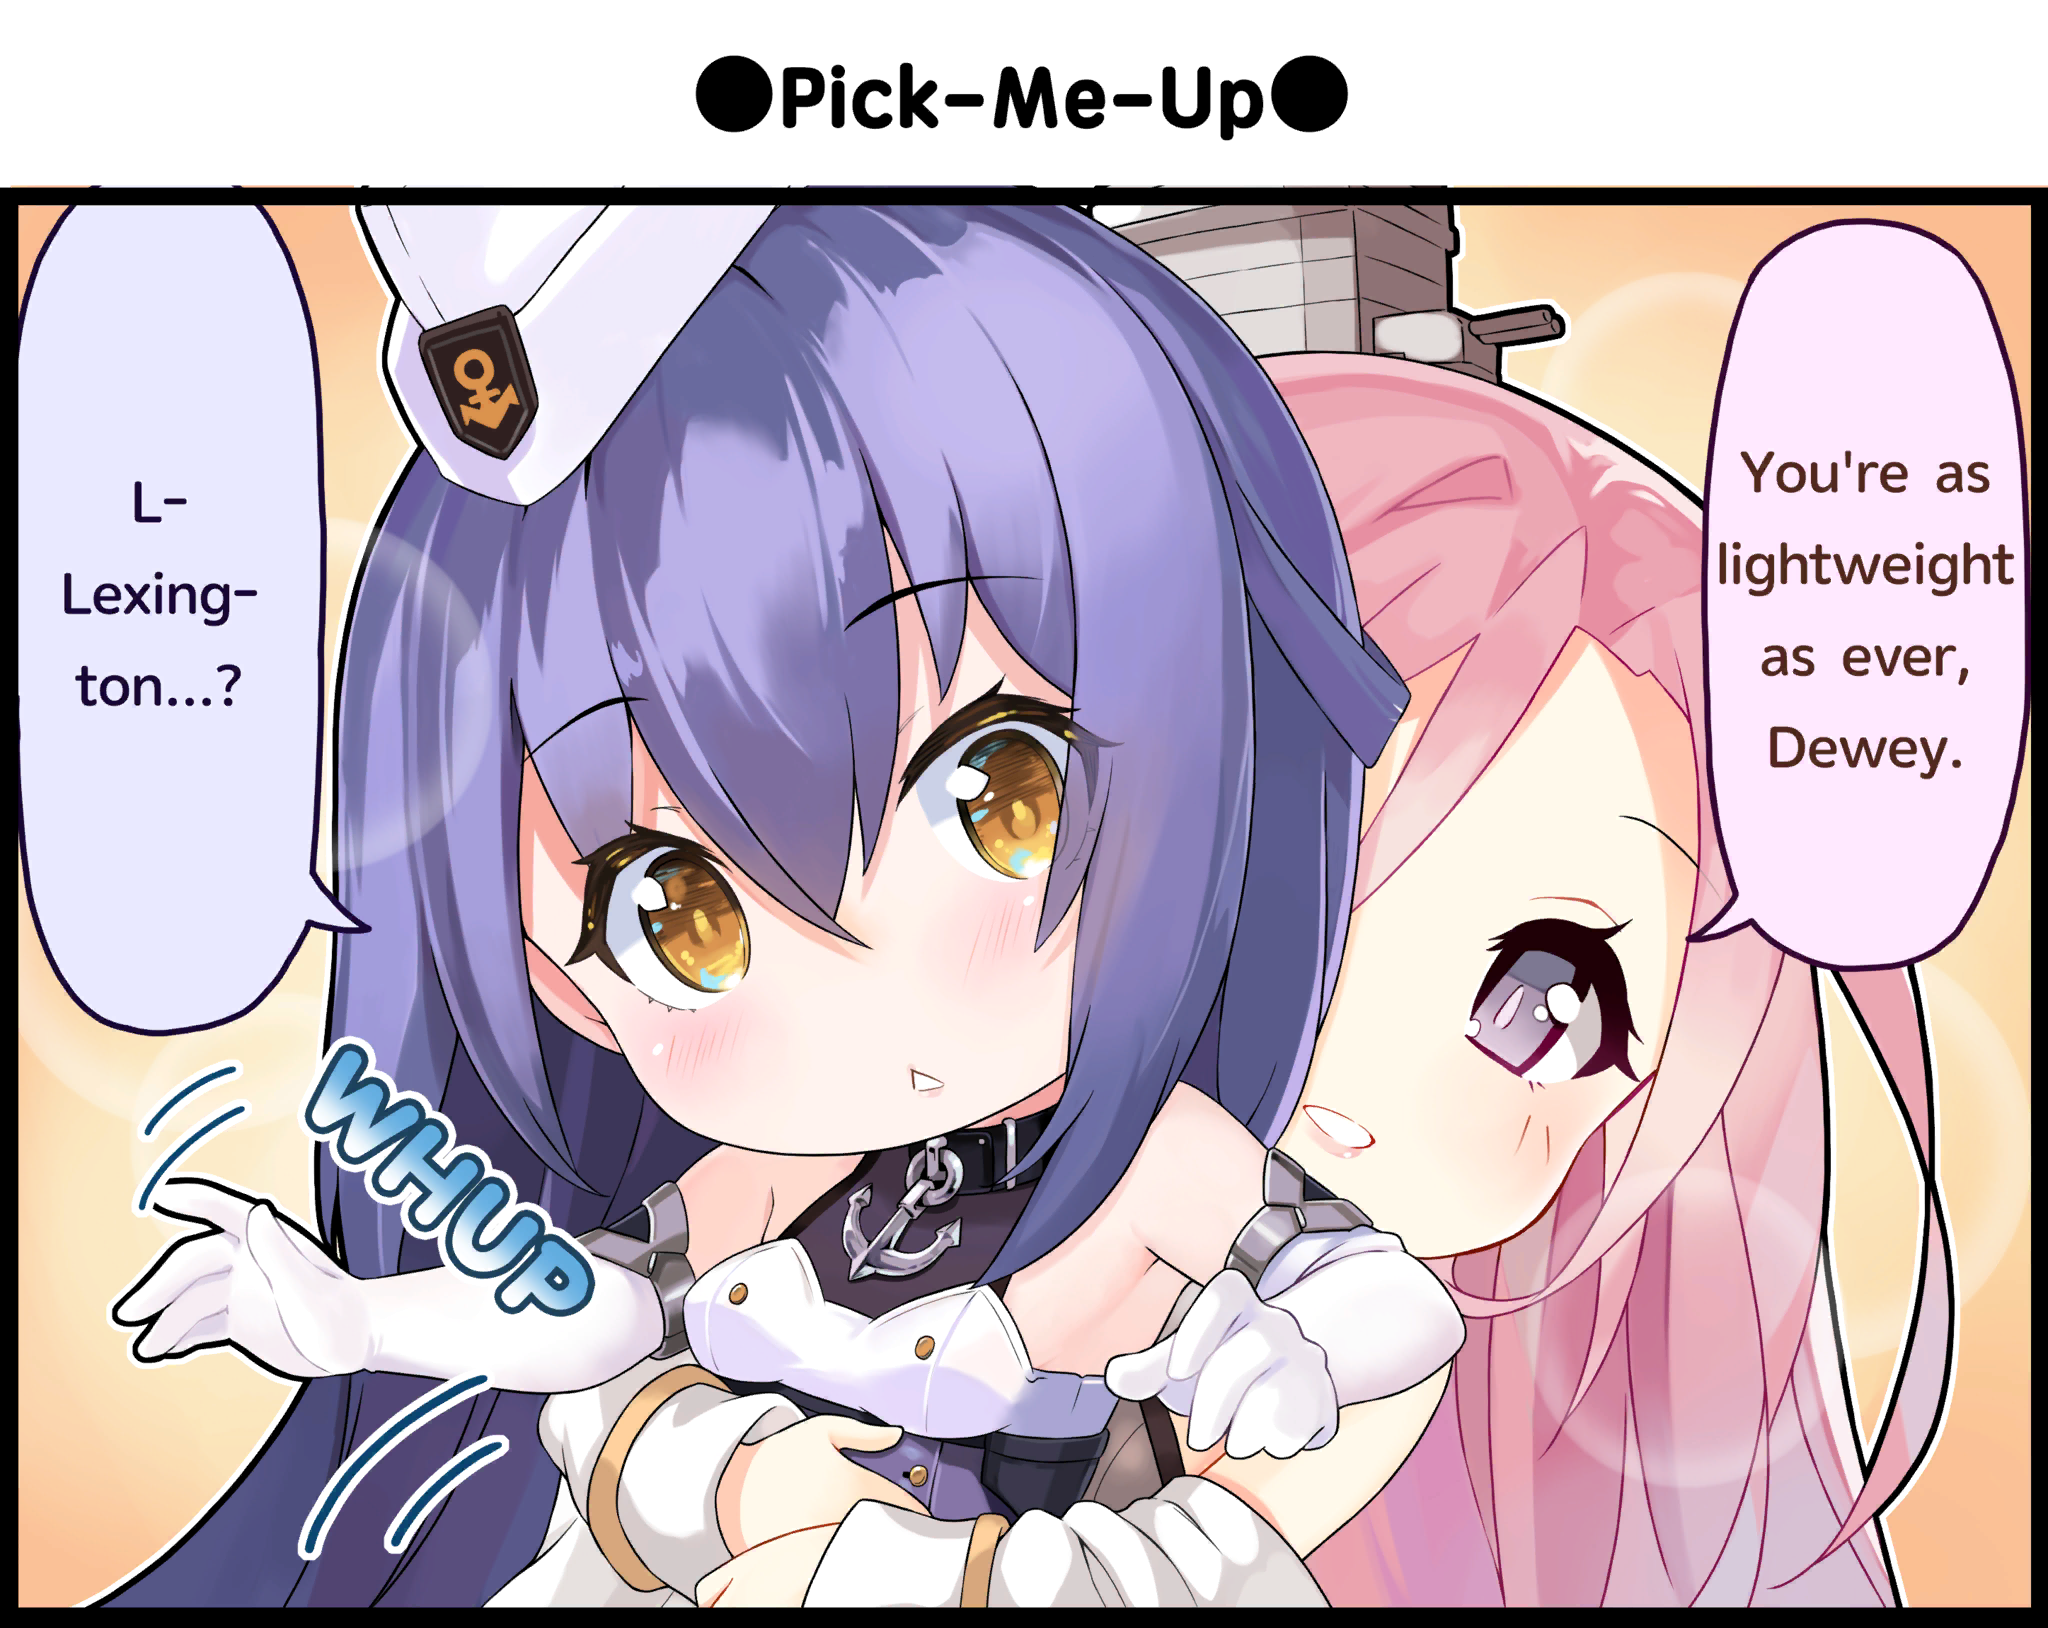 ●Pick-Me-Up●
L-
Lexing-
ton...?
You're as
lightweight
as ever,
Dewey.
WHUP